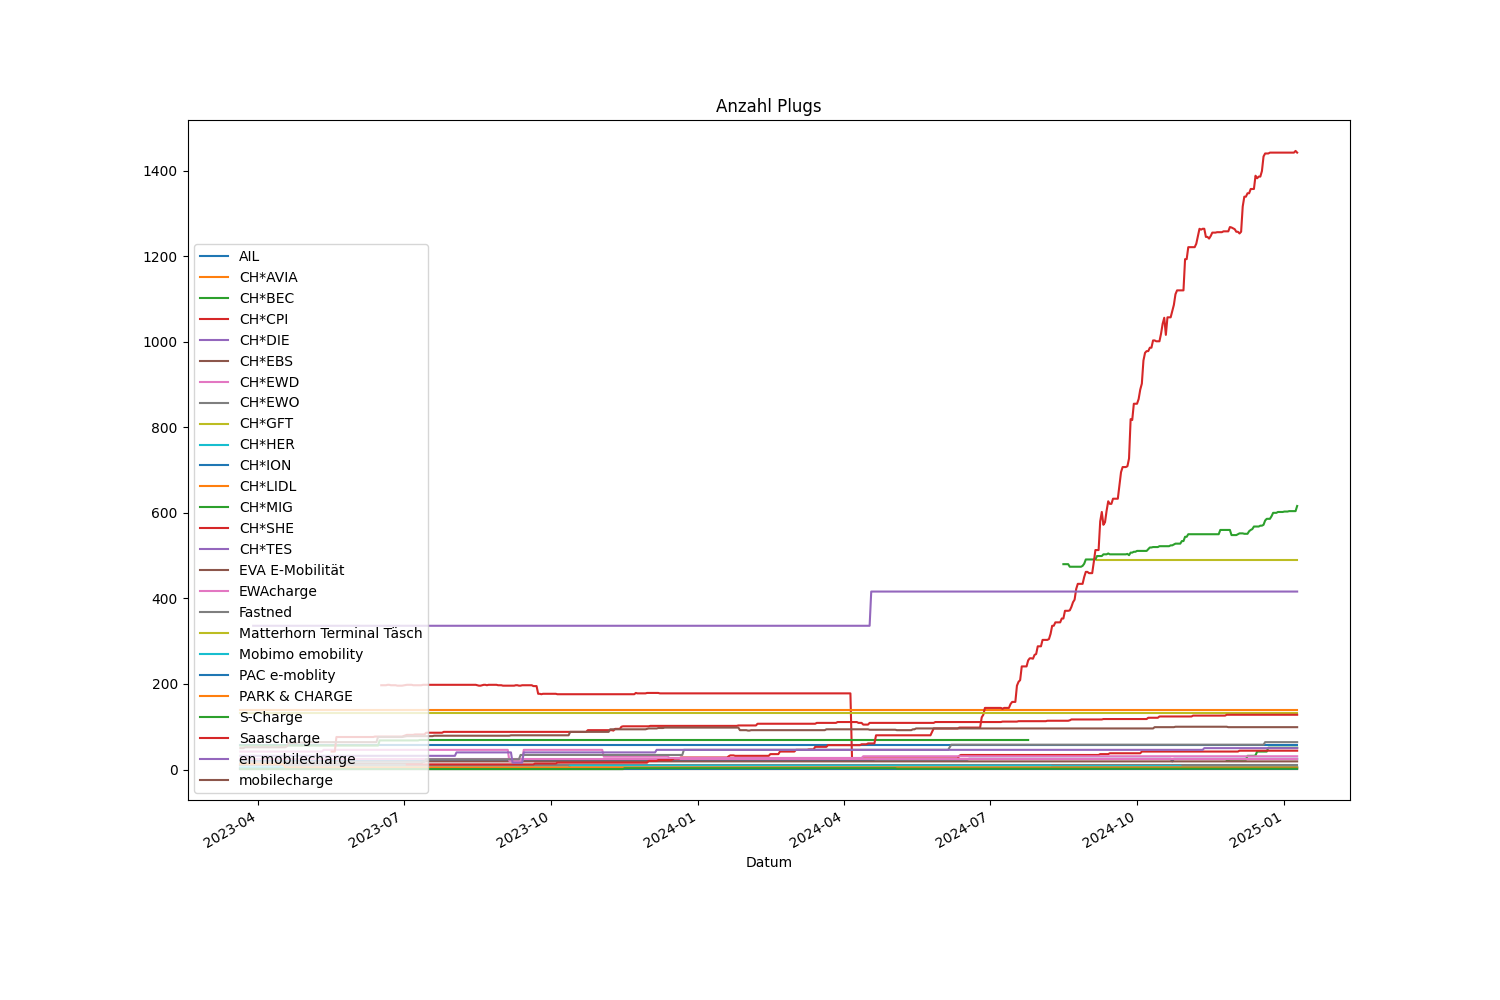 Anzahl Plugs
1400
1200
1000
800
600
400
200
0
AIL
CH*AVIA
CH*BEC
CH*CPI
CH*DIE
CH*EBS
CH*EWD
CH*EWO
CH*GFT
CH*HER
CH*ION
CH*LIDL
CH*MIG
CH*SHE
CH*TES
EVA E-Mobilität
EWAcharge
Fastned
Matterhorn Terminal Täsch
Mobimo emobility
PAC e-moblity
PARK & CHARGE
S-Charge
Saascharge
en mobilecharge
mobilecharge
2023-04 2023-07 2023-10 2024-01 2024-04 2024-07 2024-10 2025-01
Datum